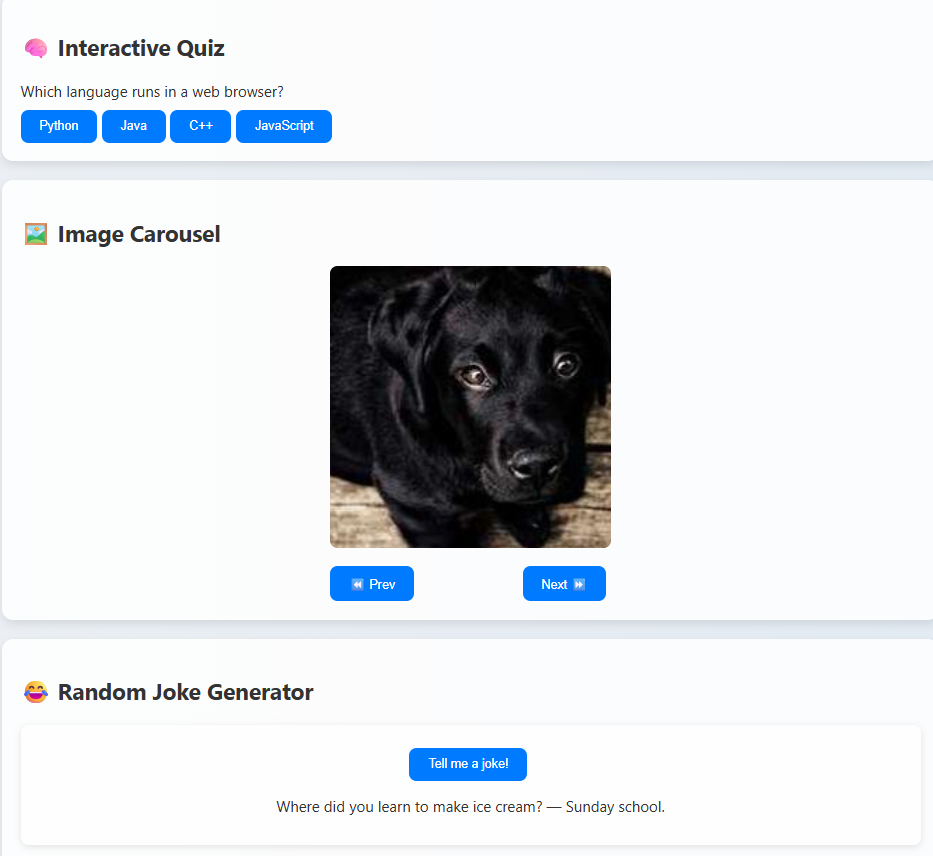 🧠 Interactive Quiz
Which language runs in a web browser?
Python Java C++ JavaScript
🖼️ Image Carousel
⏪ Prev Next ⏩
😂 Random Joke Generator
Tell me a joke!
Where did you learn to make ice cream? — Sunday school.